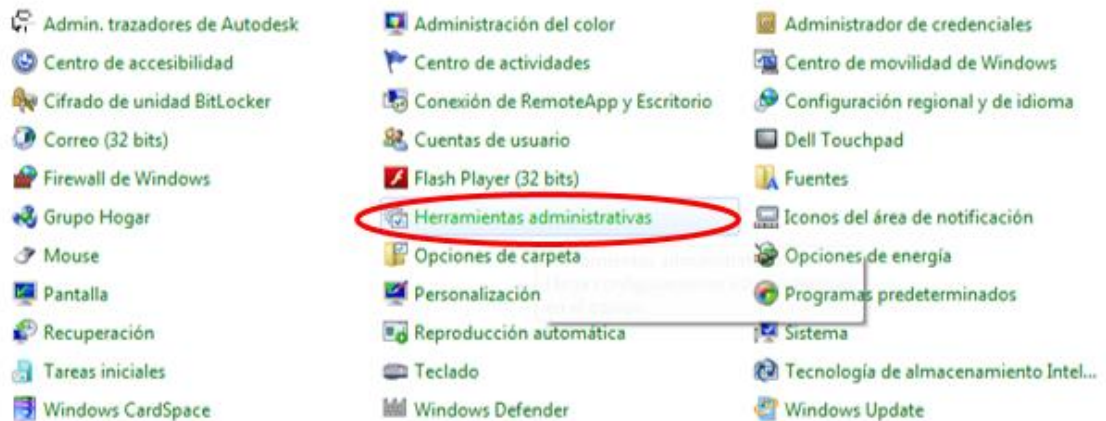 Admin. trazadores de Autodesk
Administración del color
Administrador de credenciales
Centro de accesibilidad
Centro de actividades
Centro de movilidad de Windows
Cifrado de unidad BitLocker
Conexión de RemoteApp y Escritorio
Configuración regional y de idioma
Correo (32 bits)
Cuentas de usuario
Dell Touchpad
Firewall de Windows
Flash Player (32 bits)
Fuentes
Grupo Hogar
Herramientas administrativas
Iconos del área de notificación
Mouse
Opciones de carpeta
Opciones de energía
Pantalla
Personalización
Programas predeterminados
Recuperación
Reproducción automática
Sistema
Tareas iniciales
Teclado
Tecnología de almacenamiento Intel...
Windows CardSpace
Windows Defender
Windows Update